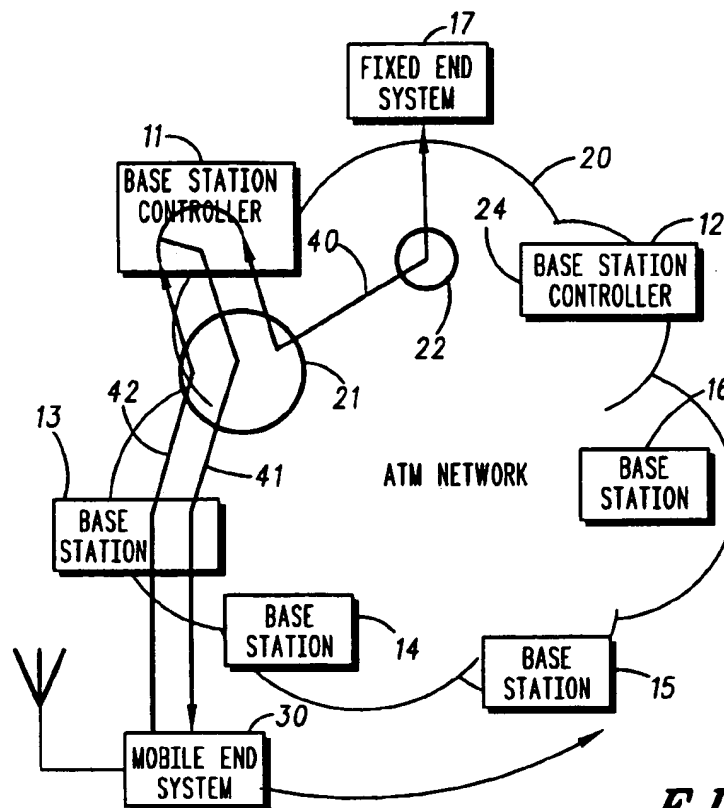 17
FIXED END
SYSTEM
11
BASE STATION
CONTROLLER
20
12
24
BASE STATION
CONTROLLER
40
22
21
16
42
13
41
ATM NETWORK
BASE
STATION
BASE
STATION
BASE
STATION
14
BASE
STATION
15
30
MOBILE END
SYSTEM